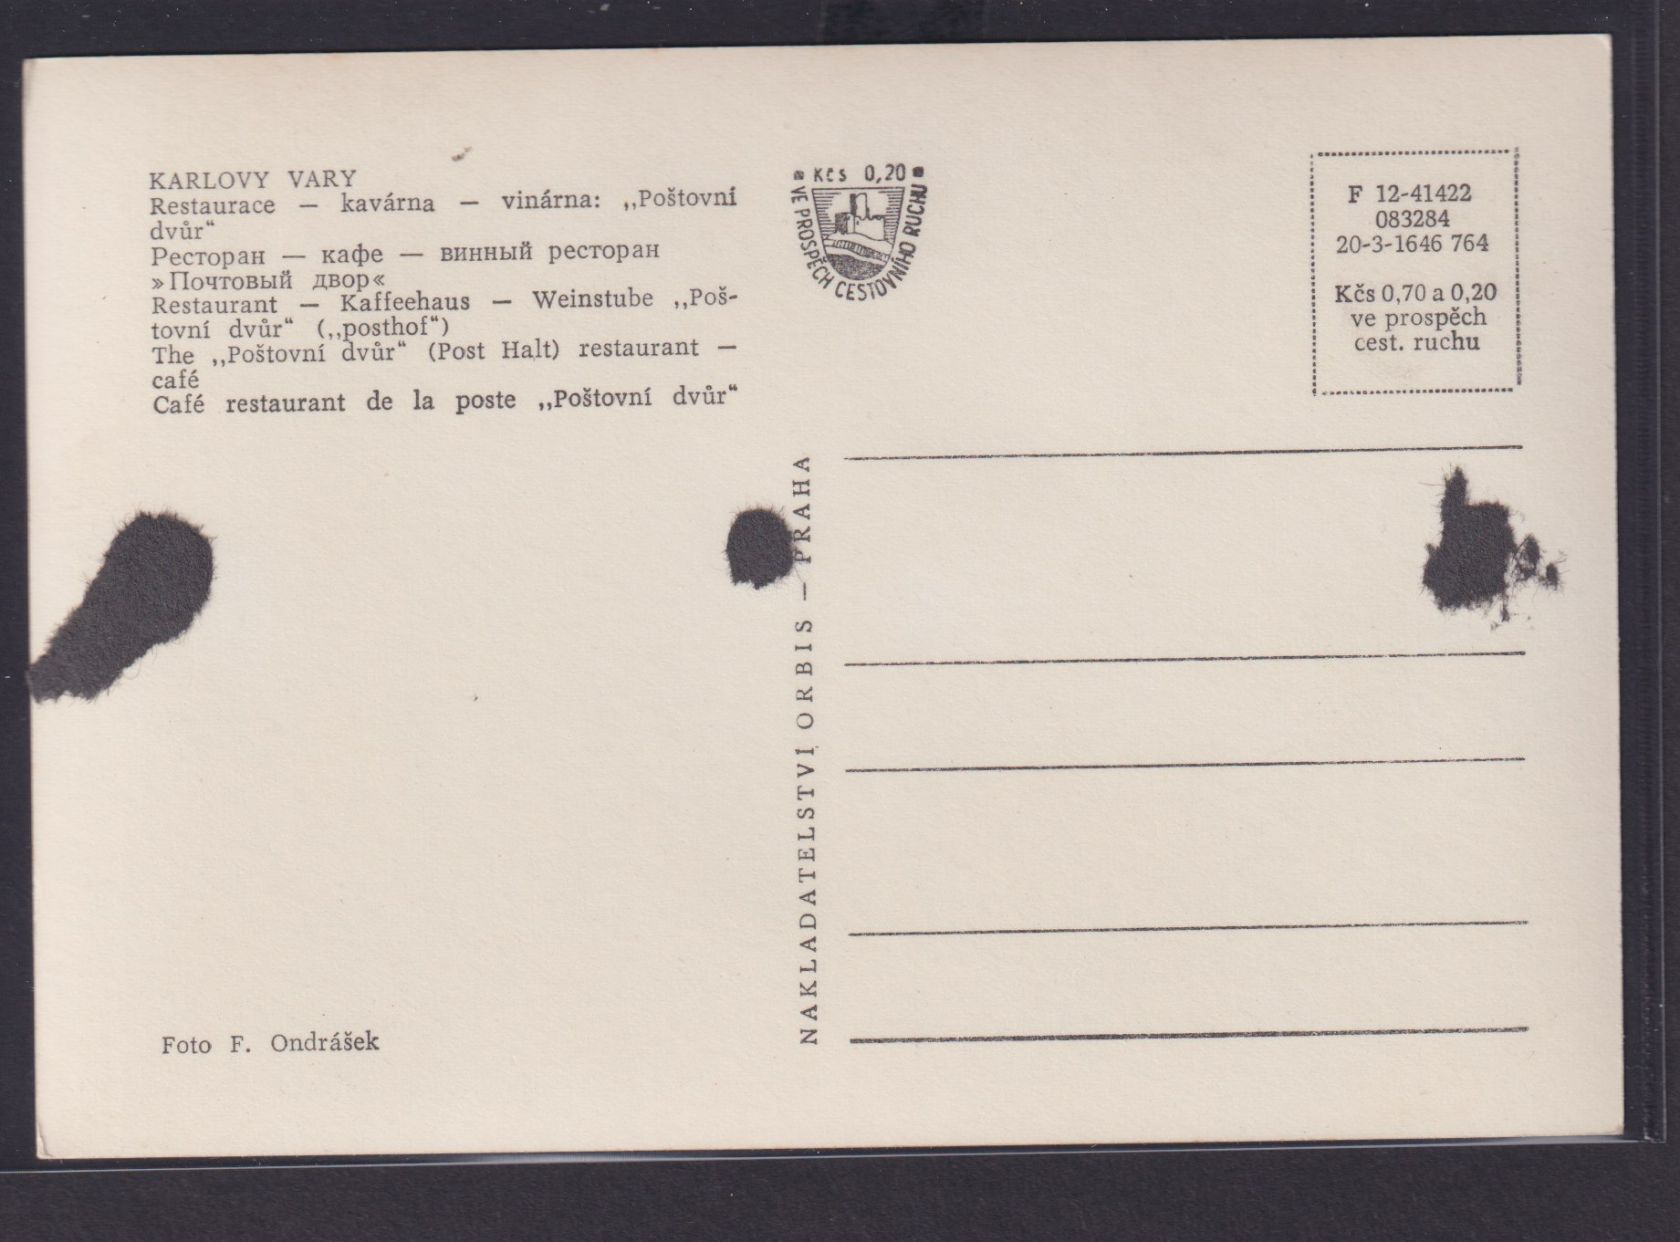 KARLOVY VARY
Restaurace — kavárna — vinárna: ,,Poštovní
dvůr“
Ресторан — кафе — винный ресторан
»Почтовый двор«
Restaurant — Kaffeehaus — Weinstube ,,Poš-
tovní dvůr“ (,,posthof“)
The ,,Poštovní dvůr“ (Post Halt) restaurant —
café
Café restaurant de la poste ,,Poštovní dvůr“
Foto F. Ondrášek
Kčs 0,20
VE PROSPĚCH CESTOVNÍHO RUCHU
NAKLADATELSTVÍ ORBIS — PRAHA
F 12-41422
083284
20-3-1646 764
Kčs 0,70 a 0,20
ve prospěch
cest. ruchu